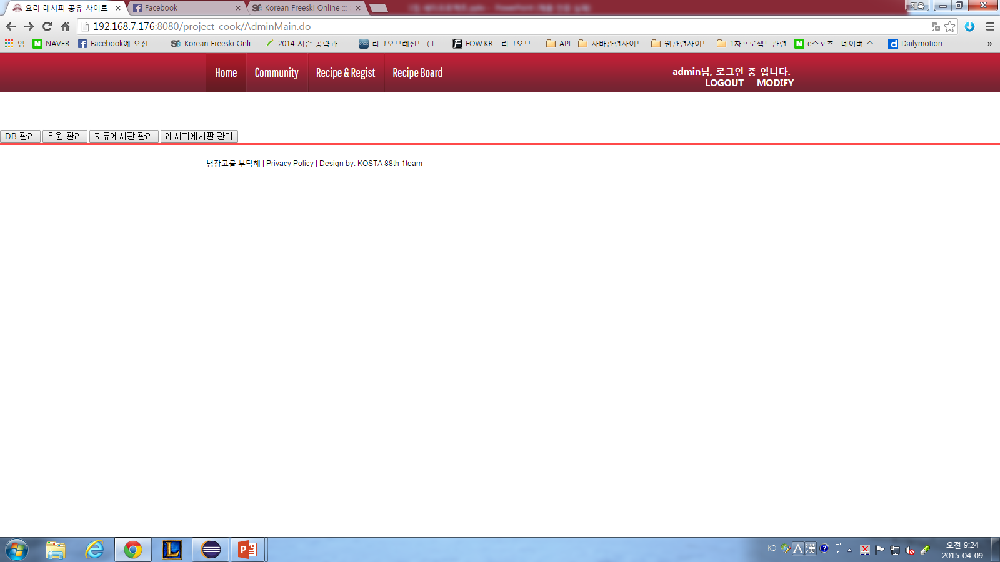 요리 레시피 공유 사이트
Facebook
Korean Freeski Online :::
재욱
192.168.7.176:8080/project_cook/AdminMain.do
앱
NAVER
Facebook에 오신 ...
Korean Freeski Onli...
2014 시즌 공략과 ...
리그오브레전드 ( L...
FOW.KR - 리그오브...
API
자바관련사이트
웹관련사이트
1차프로젝트관련
e스포츠 : 네이버 스...
Dailymotion
»
Home
Community
Recipe & Regist
Recipe Board
admin님, 로그인 중 입니다.
LOGOUT MODIFY
DB 관리
회원 관리
자유게시판 관리
레시피게시판 관리
냉장고를 부탁해 | Privacy Policy | Design by: KOSTA 88th 1team
KO
A
漢
오전 9:24
2015-04-09